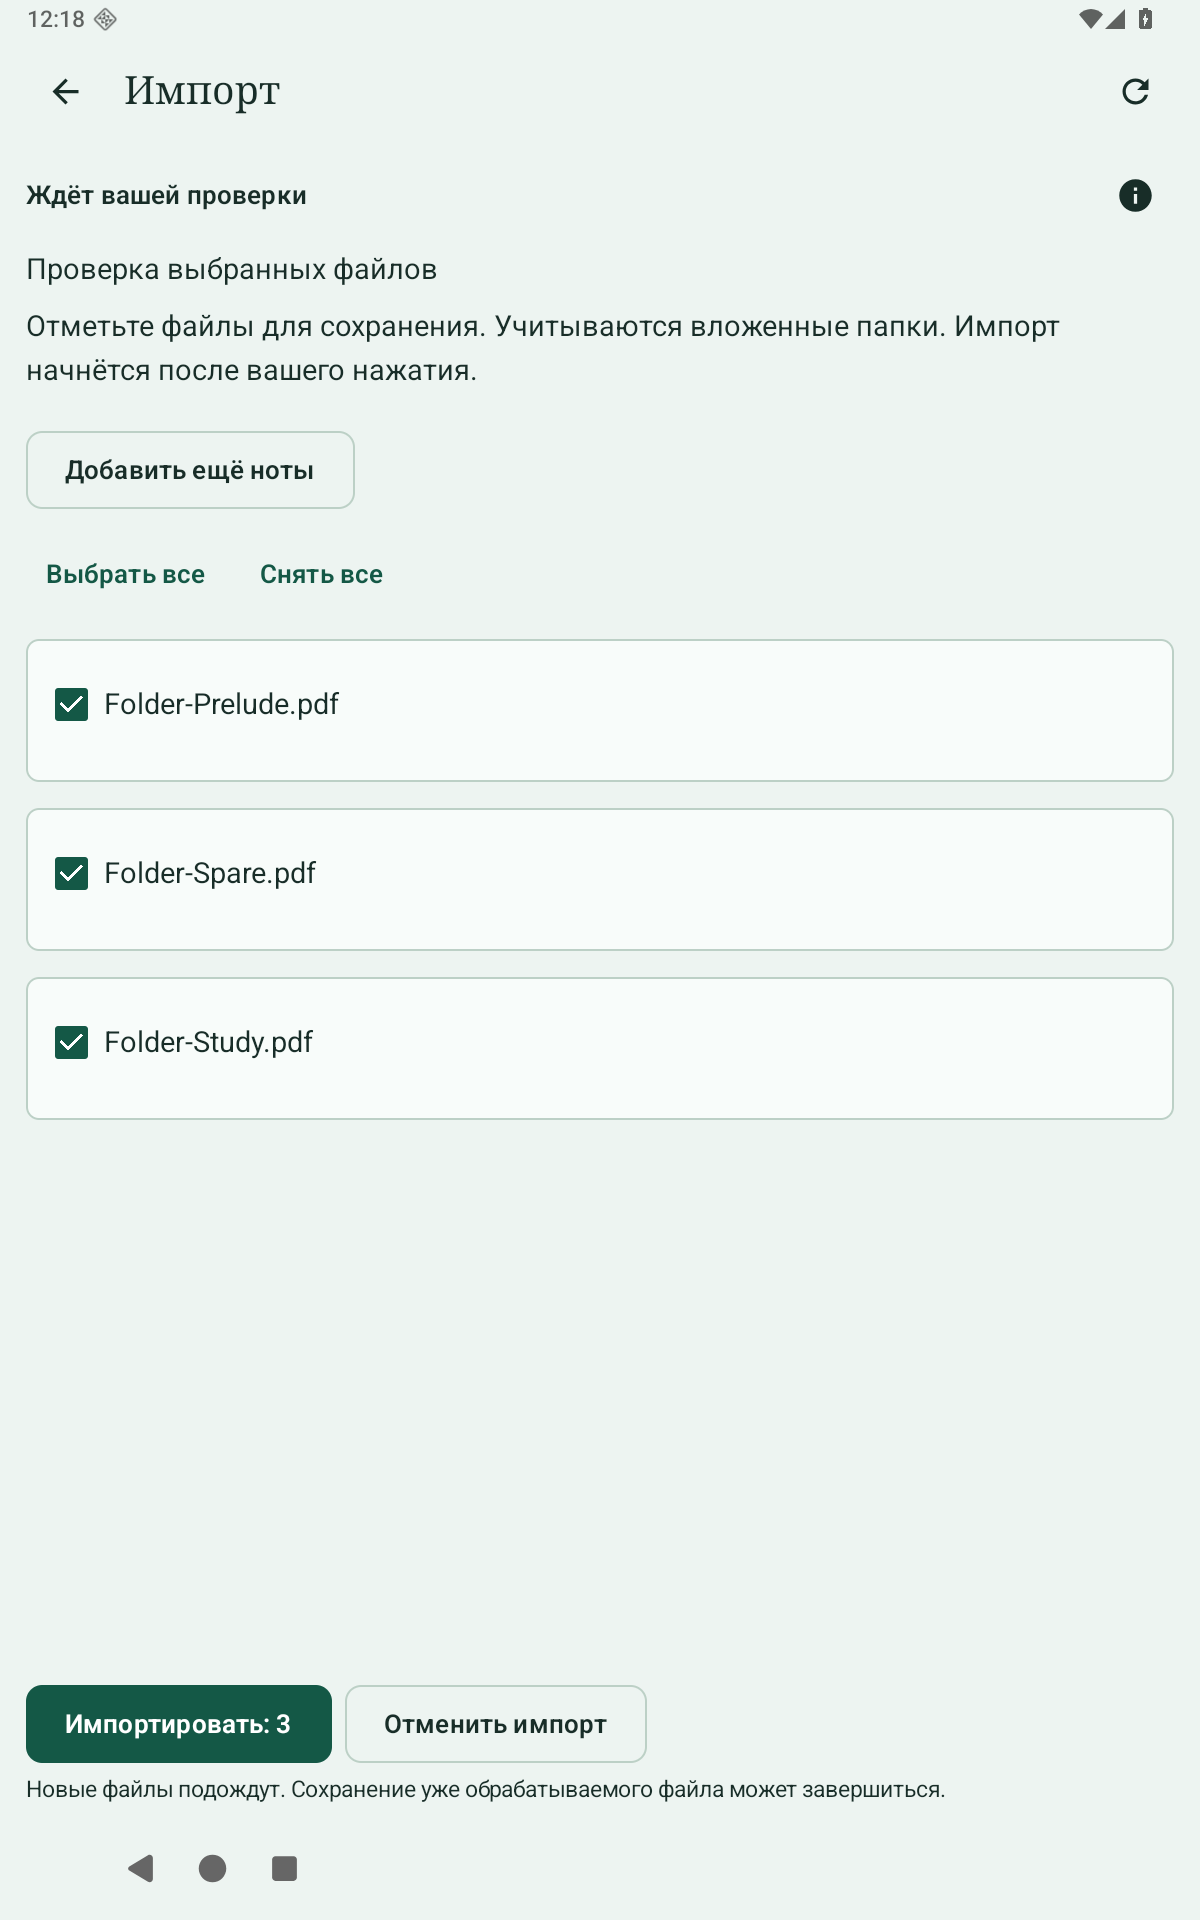 12:18
Импорт
Ждёт вашей проверки
Проверка выбранных файлов
Отметьте файлы для сохранения. Учитываются вложенные папки. Импорт
начнётся после вашего нажатия.
Добавить ещё ноты
Выбрать все Снять все
Folder-Prelude.pdf
Folder-Spare.pdf
Folder-Study.pdf
Импортировать: 3 Отменить импорт
Новые файлы подождут. Сохранение уже обрабатываемого файла может завершиться.